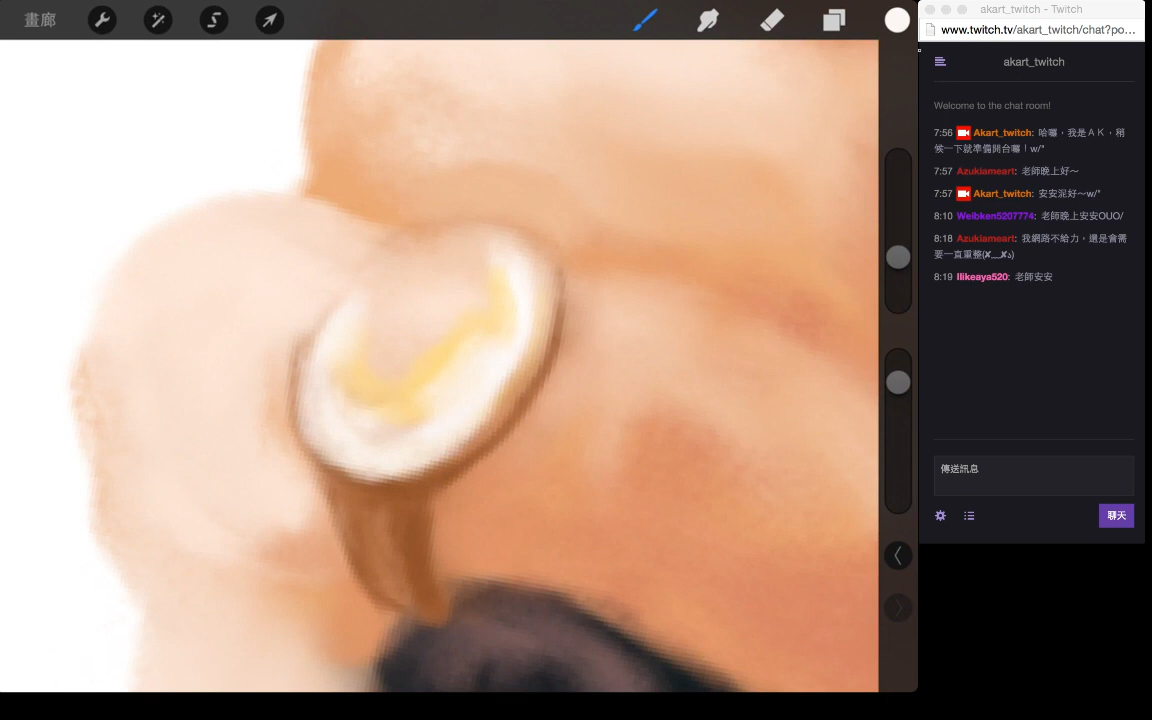 畫廊
akart_twitch - Twitch
www.twitch.tv/akart_twitch/chat?po...
akart_twitch
Welcome to the chat room!
7:56 Akart_twitch: 哈囉，我是ＡＫ，稍
候一下就準備開台囉！w/"
7:57 Azukiameart: 老師晚上好～
7:57 Akart_twitch: 安安泥好～w/"
8:10 Weibken5207774: 老師晚上安安OUO/
8:18 Azukiameart: 我網路不給力，還是會需
要一直重整(✘﹏✘ა)
8:19 Ilikeaya520: 老師安安
傳送訊息
聊天